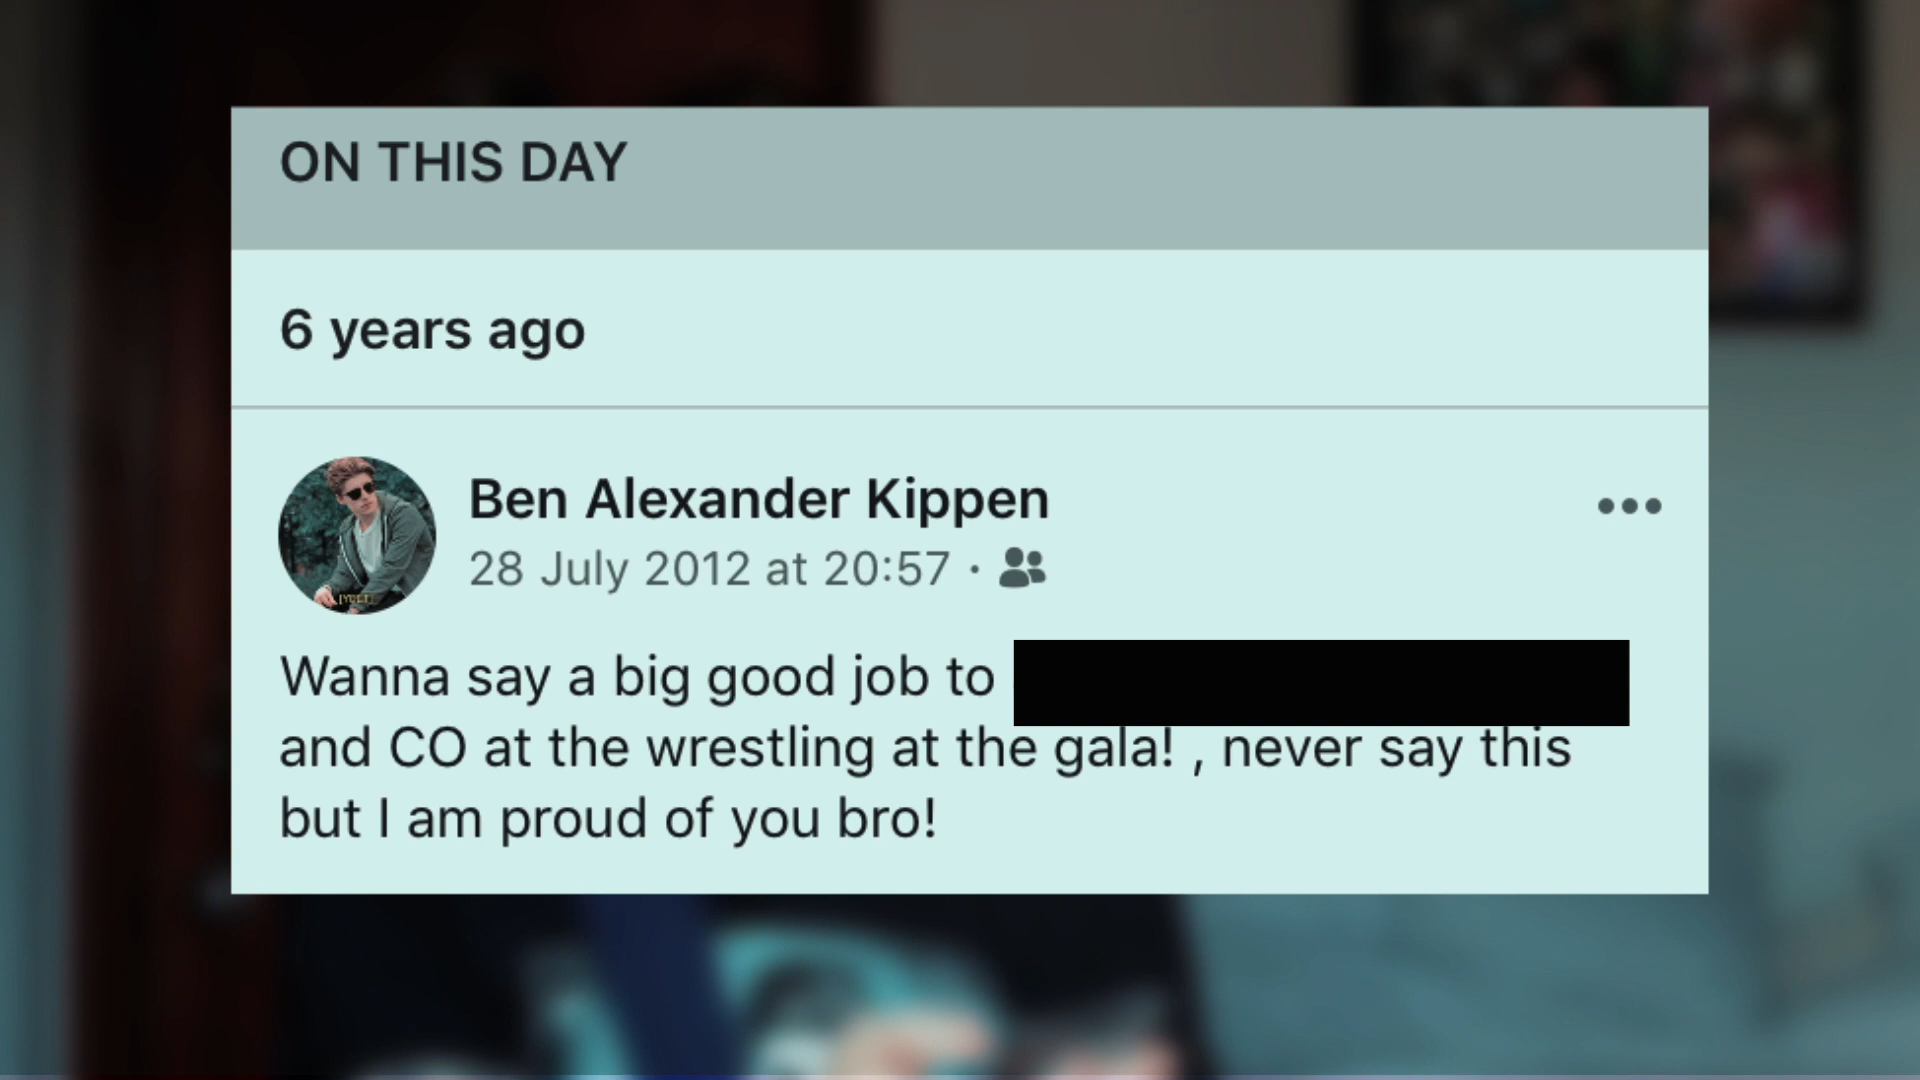 ON THIS DAY
6 years ago
Ben Alexander Kippen
28 July 2012 at 20:57 ·
Wanna say a big good job to
and CO at the wrestling at the gala! , never say this
but I am proud of you bro!